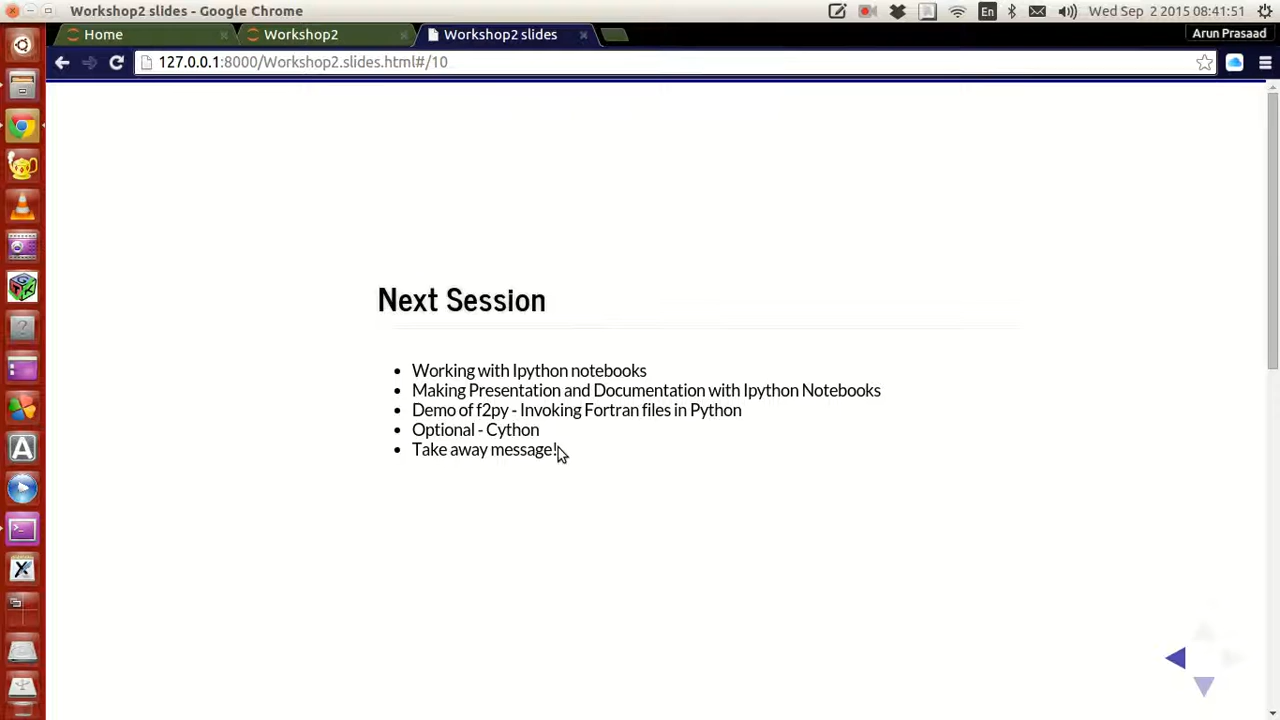 Workshop2 slides - Google Chrome
En
Wed Sep 2 2015 08:41:51
Home
Workshop2
Workshop2 slides
Arun Prasaad
127.0.0.1:8000/Workshop2.slides.html#/10
Next Session
Working with Ipython notebooks
Making Presentation and Documentation with Ipython Notebooks
Demo of f2py - Invoking Fortran files in Python
Optional - Cython
Take away message!